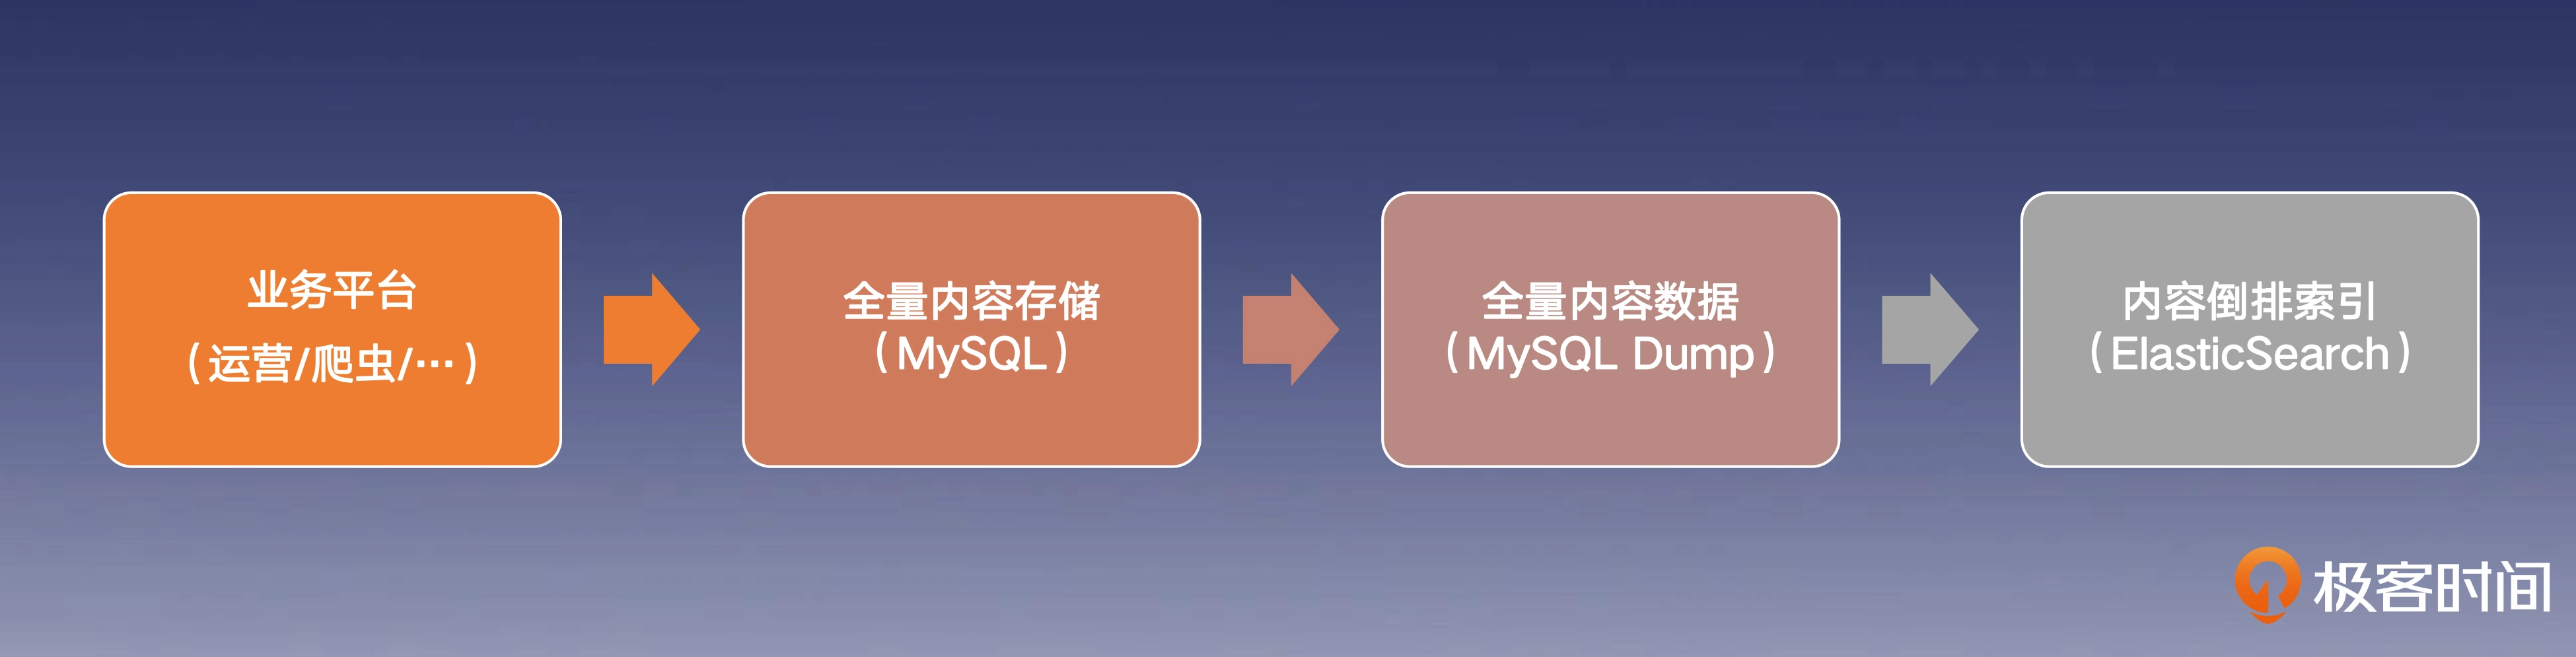 业务平台
（运营/爬虫/…）
全量内容存储
（MySQL）
全量内容数据
（MySQL Dump）
内容倒排索引
（ElasticSearch）
极客时间